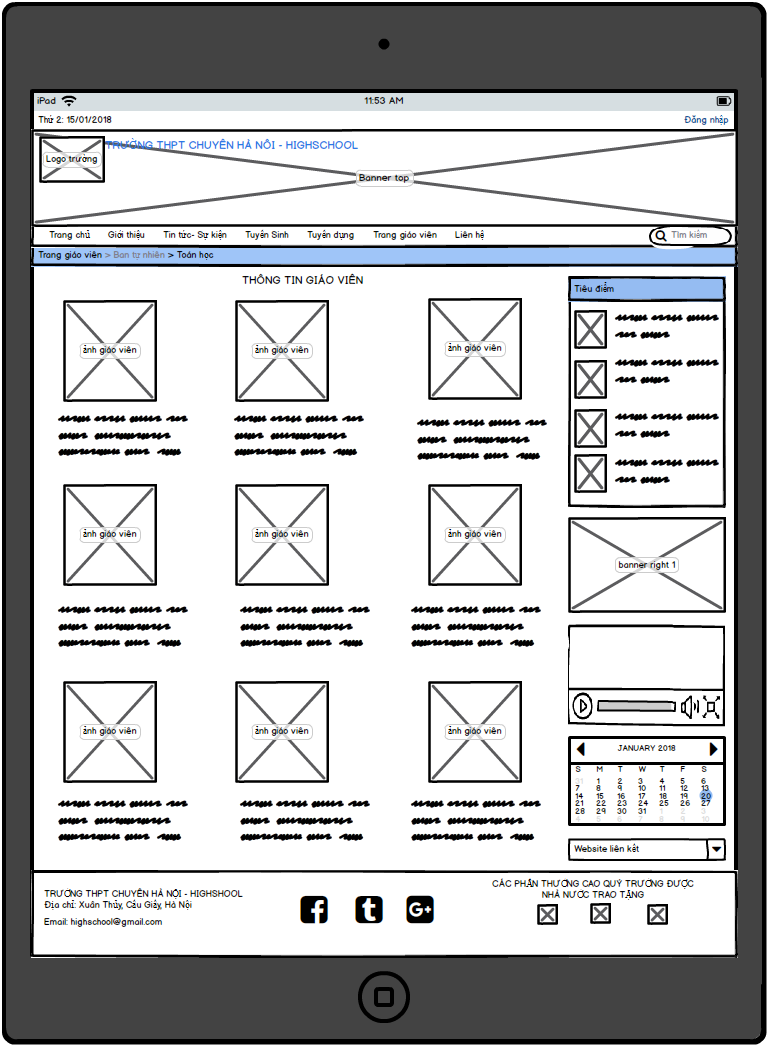 iPad 11:53 AM
Thứ 2: 15/01/2018 Đăng nhập
TRƯỜNG THPT CHUYÊN HÀ NÔI - HIGHSCHOOL
Logo trường
Banner top
Trang chủ Giới thiệu Tin tức- Sự kiện Tuyển Sinh Tuyển dụng Trang giáo viên Liên hệ Tìm kiếm
Trang giáo viên > Ban tự nhiên > Toán học
THÔNG TIN GIÁO VIÊN
ảnh giáo viên ảnh giáo viên ảnh giáo viên
ảnh giáo viên ảnh giáo viên ảnh giáo viên
ảnh giáo viên ảnh giáo viên ảnh giáo viên
Tiêu điểm
banner right 1
JANUARY 2018
S M T W T F S
31 1 2 3 4 5 6
7 8 9 10 11 12 13
14 15 16 17 18 19 20
21 22 23 24 25 26 27
28 29 30 31 1 2 3
4 5 6 7 8 9 10
Website liên kết
TRƯỜNG THPT CHUYÊN HÀ NỘI - HIGHSHOOL
Địa chỉ: Xuân Thủy, Cầu Giấy, Hà Nội
Email: highschool@gmail.com
CÁC PHẦN THƯỞNG CAO QUÝ TRƯỜNG ĐƯỢC
NHÀ NƯỚC TRAO TẶNG